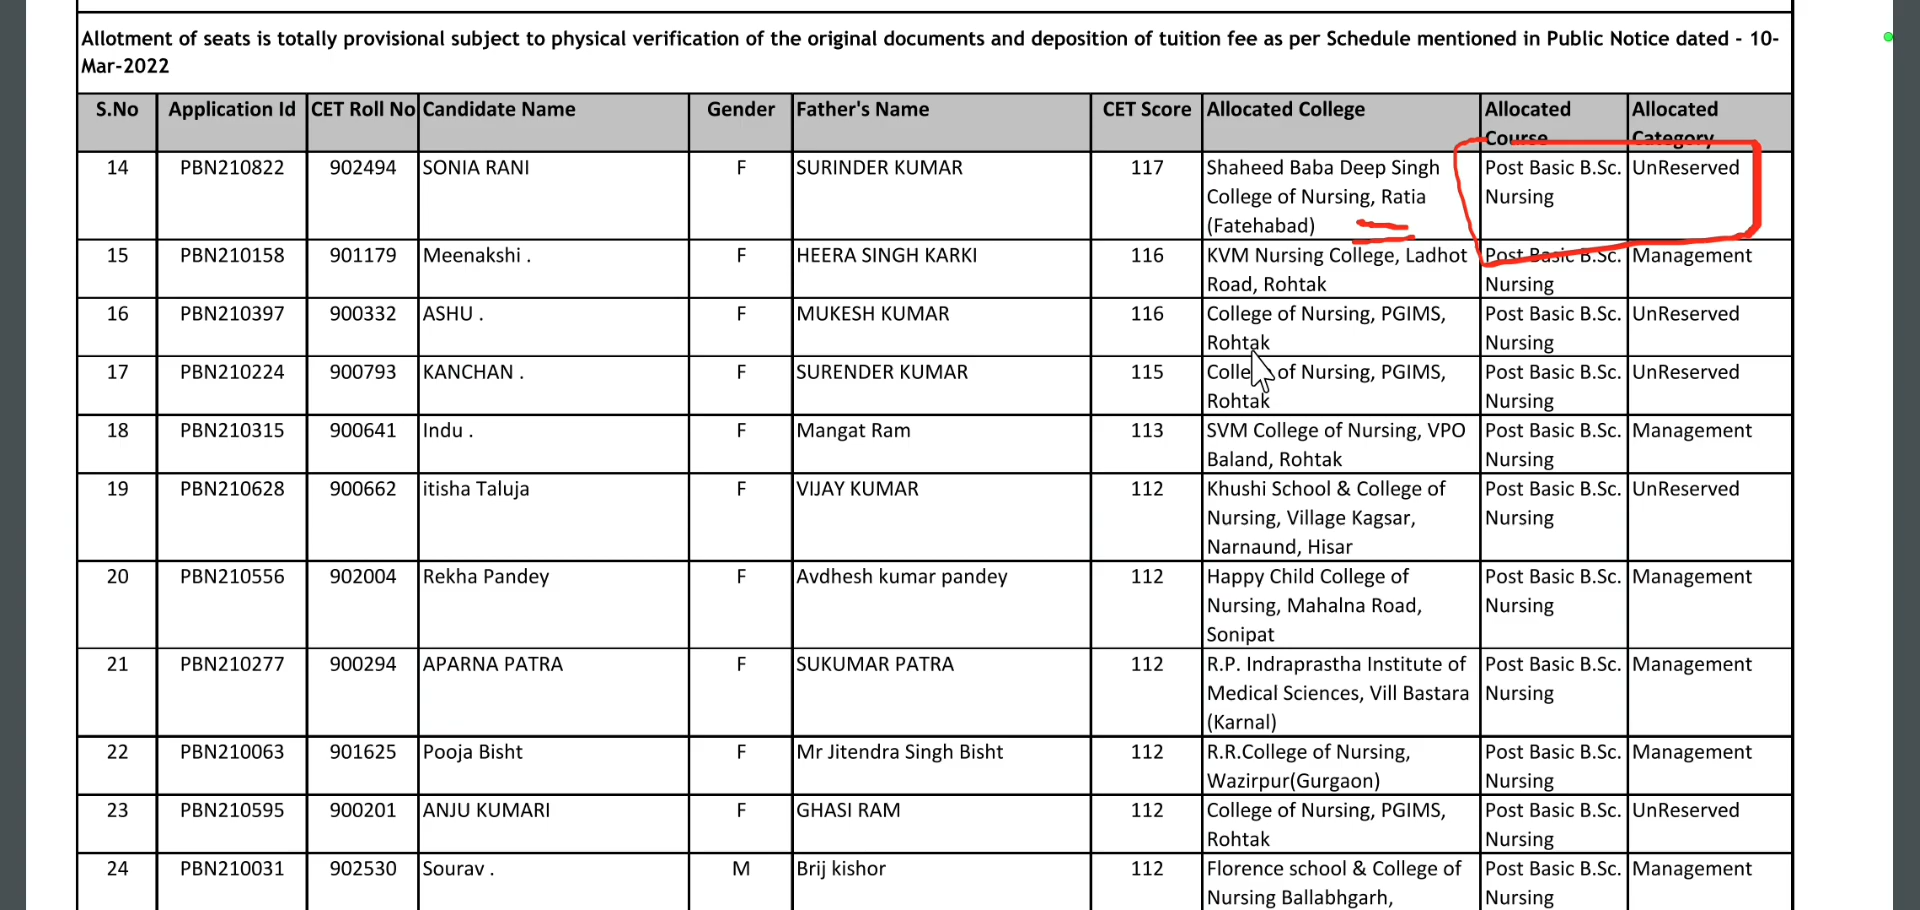 Allotment of seats is totally provisional subject to physical verification of the original documents and deposition of tuition fee as per Schedule mentioned in Public Notice dated - 10-
Mar-2022
S.No Application Id CET Roll No Candidate Name Gender Father's Name CET Score Allocated College Allocated Course Allocated Category
14 PBN210822 902494 SONIA RANI F SURINDER KUMAR 117 Shaheed Baba Deep Singh Post Basic B.Sc. UnReserved
College of Nursing, Ratia Nursing
(Fatehabad)
15 PBN210158 901179 Meenakshi . F HEERA SINGH KARKI 116 KVM Nursing College, Ladhot Post Basic B.Sc. Management
Road, Rohtak Nursing
16 PBN210397 900332 ASHU . F MUKESH KUMAR 116 College of Nursing, PGIMS, Post Basic B.Sc. UnReserved
Rohtak Nursing
17 PBN210224 900793 KANCHAN . F SURENDER KUMAR 115 College of Nursing, PGIMS, Post Basic B.Sc. UnReserved
Rohtak Nursing
18 PBN210315 900641 Indu . F Mangat Ram 113 SVM College of Nursing, VPO Post Basic B.Sc. Management
Baland, Rohtak Nursing
19 PBN210628 900662 itisha Taluja F VIJAY KUMAR 112 Khushi School & College of Post Basic B.Sc. UnReserved
Nursing, Village Kagsar, Nursing
Narnaund, Hisar
20 PBN210556 902004 Rekha Pandey F Avdhesh kumar pandey 112 Happy Child College of Post Basic B.Sc. Management
Nursing, Mahalna Road, Nursing
Sonipat
21 PBN210277 900294 APARNA PATRA F SUKUMAR PATRA 112 R.P. Indraprastha Institute of Post Basic B.Sc. Management
Medical Sciences, Vill Bastara Nursing
(Karnal)
22 PBN210063 901625 Pooja Bisht F Mr Jitendra Singh Bisht 112 R.R.College of Nursing, Post Basic B.Sc. Management
Wazirpur(Gurgaon) Nursing
23 PBN210595 900201 ANJU KUMARI F GHASI RAM 112 College of Nursing, PGIMS, Post Basic B.Sc. UnReserved
Rohtak Nursing
24 PBN210031 902530 Sourav . M Brij kishor 112 Florence school & College of Post Basic B.Sc. Management
Nursing Ballabhgarh, Nursing